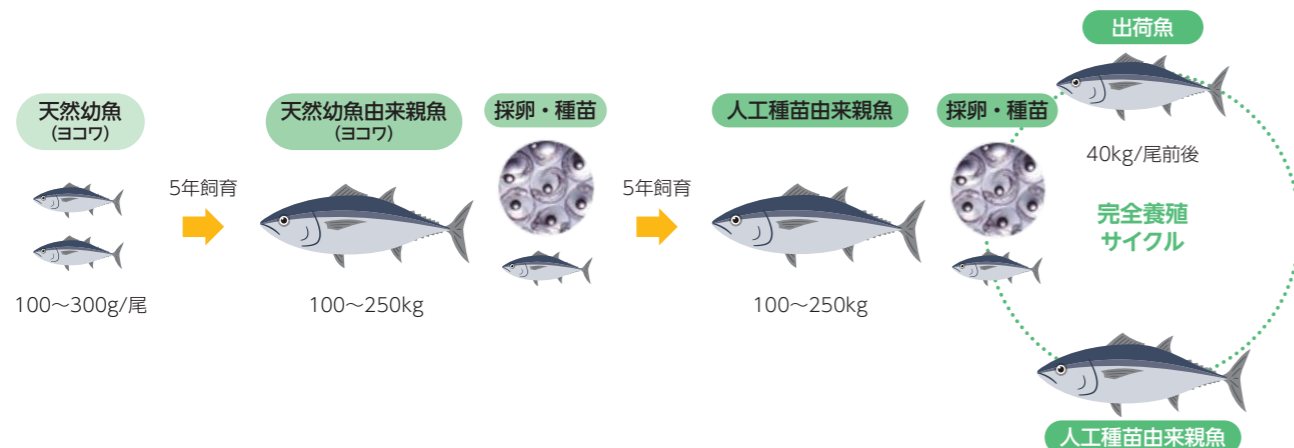 天然幼魚
(ヨコワ)
100〜300g/尾
5年飼育
天然幼魚由来親魚
(ヨコワ)
100〜250kg
採卵・種苗
5年飼育
人工種苗由来親魚
100〜250kg
採卵・種苗
出荷魚
40kg/尾前後
完全養殖
サイクル
人工種苗由来親魚